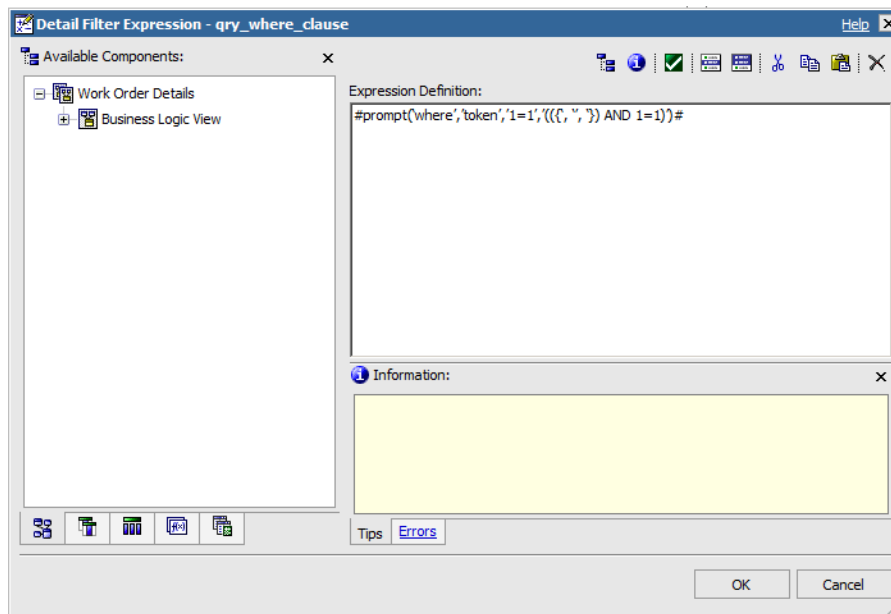 Detail Filter Expression - qry_where_clause
Help
Available Components:
Work Order Details
Business Logic View
Expression Definition:
#prompt('where','token','1=1','(({', '', '}) AND 1=1)')#
Information:
Tips
Errors
OK
Cancel